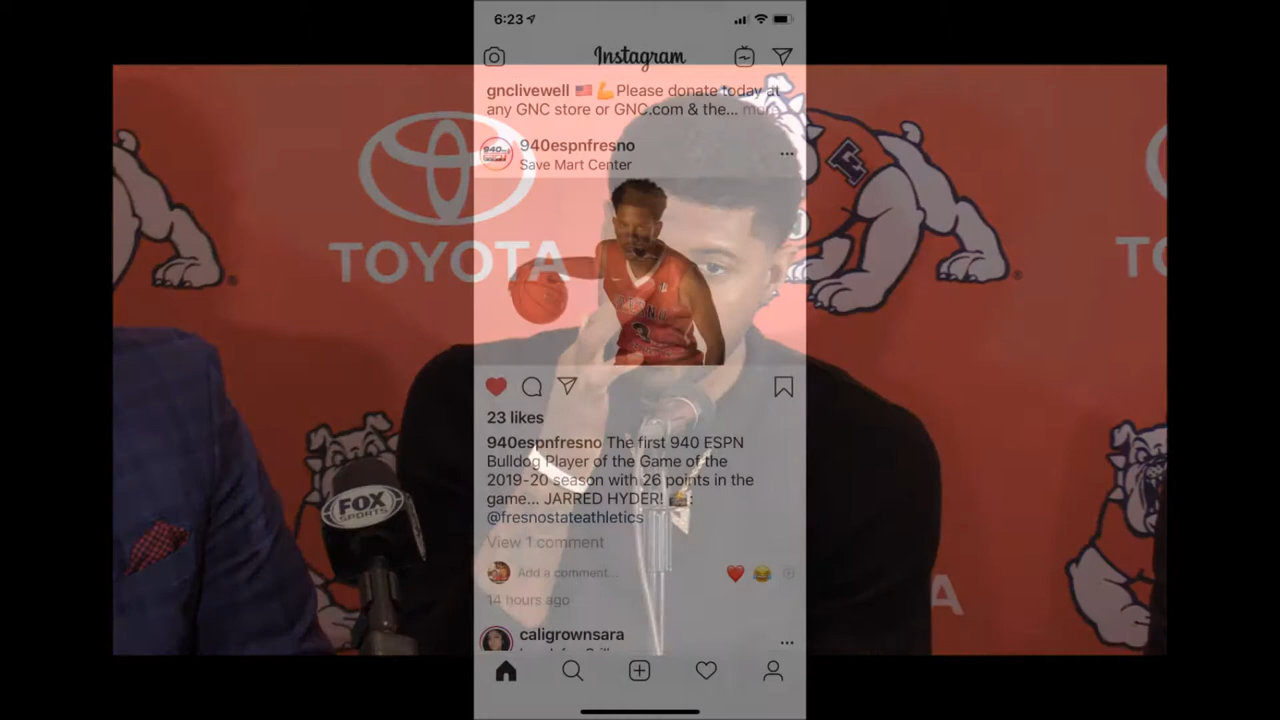 6:23
Instagram
gnclivewell 🇺🇸💪Please donate today at
any GNC store or GNC.com & the... more
940espnfresno
Save Mart Center
TOYOTA
FRESNO
3
23 likes
940espnfresno The first 940 ESPN
Bulldog Player of the Game of the
2019-20 season with 26 points in the
game... JARRED HYDER! 📷:
@fresnostateathletics
View 1 comment
Add a comment...
14 hours ago
caligrownsara
FOX
SPORTS